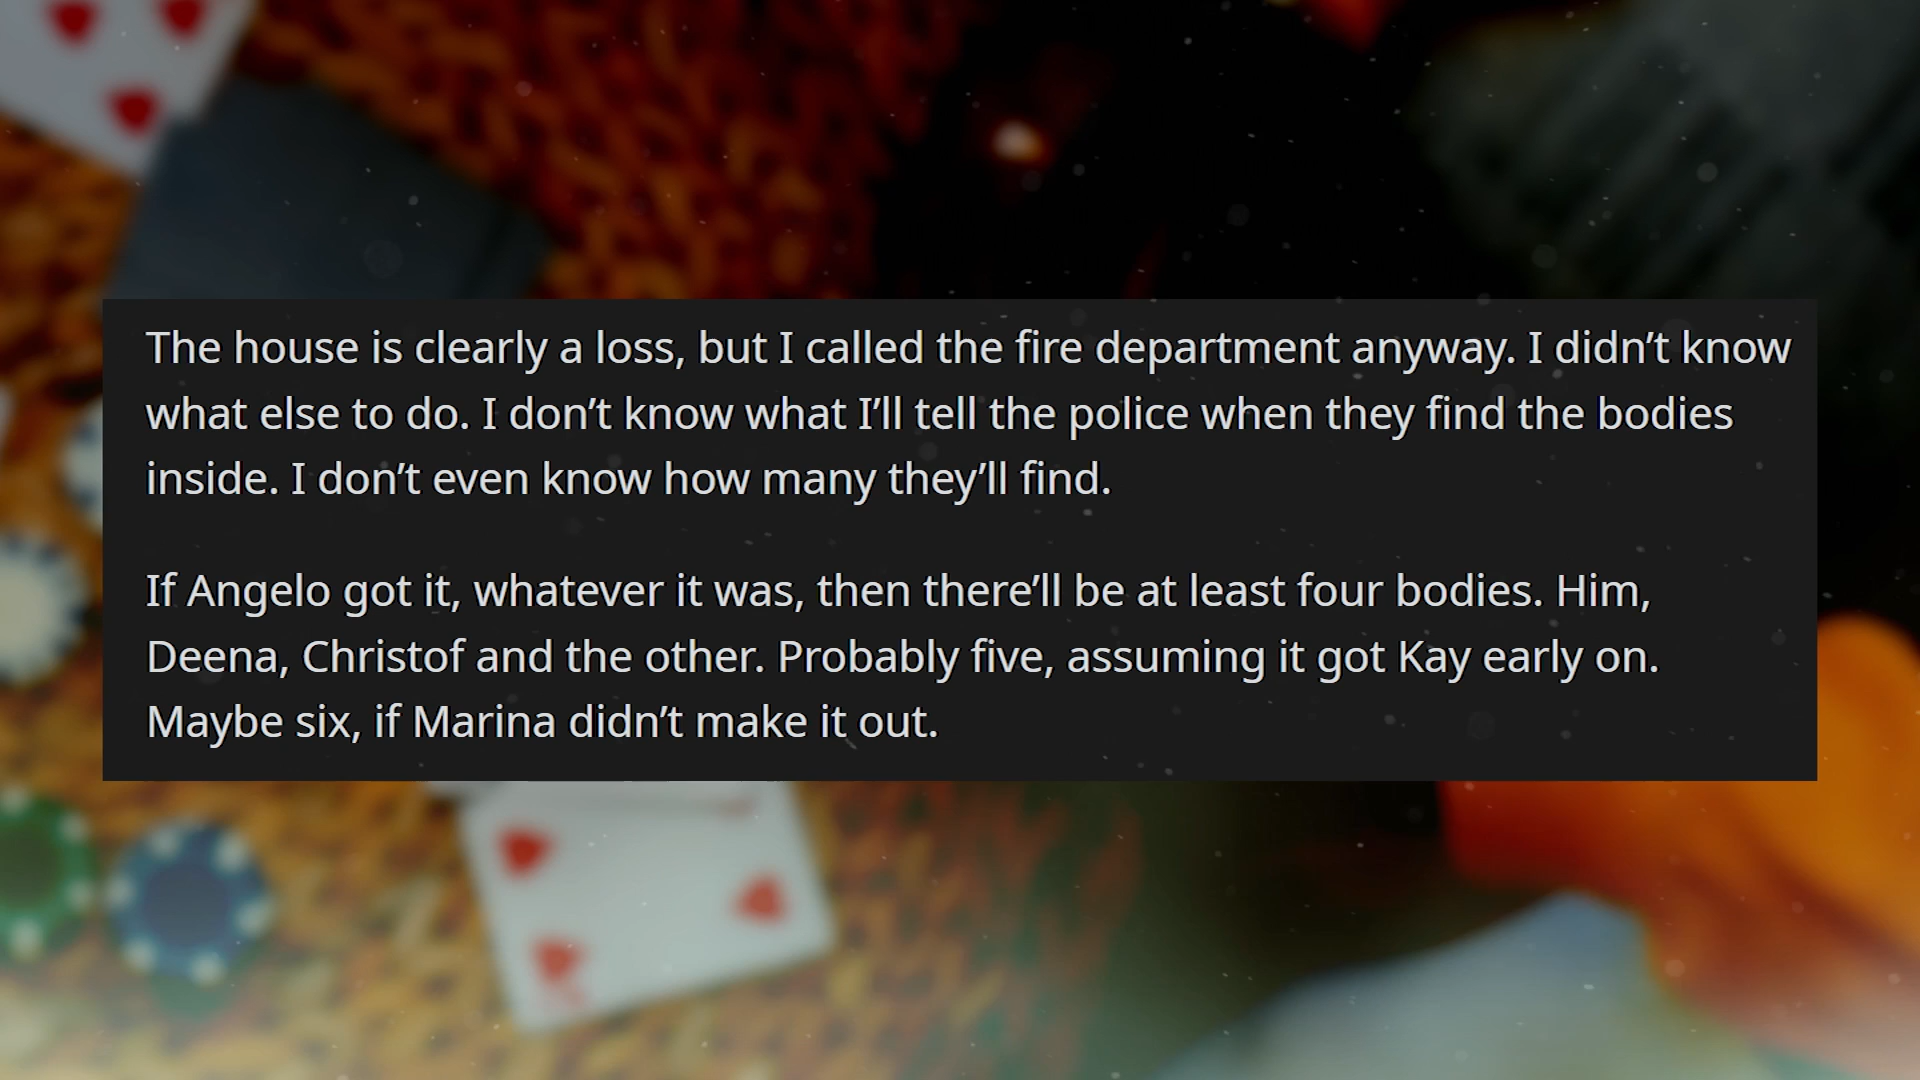 The house is clearly a loss, but I called the fire department anyway. I didn’t know
what else to do. I don’t know what I’ll tell the police when they find the bodies
inside. I don’t even know how many they’ll find.
If Angelo got it, whatever it was, then there’ll be at least four bodies. Him,
Deena, Christof and the other. Probably five, assuming it got Kay early on.
Maybe six, if Marina didn’t make it out.